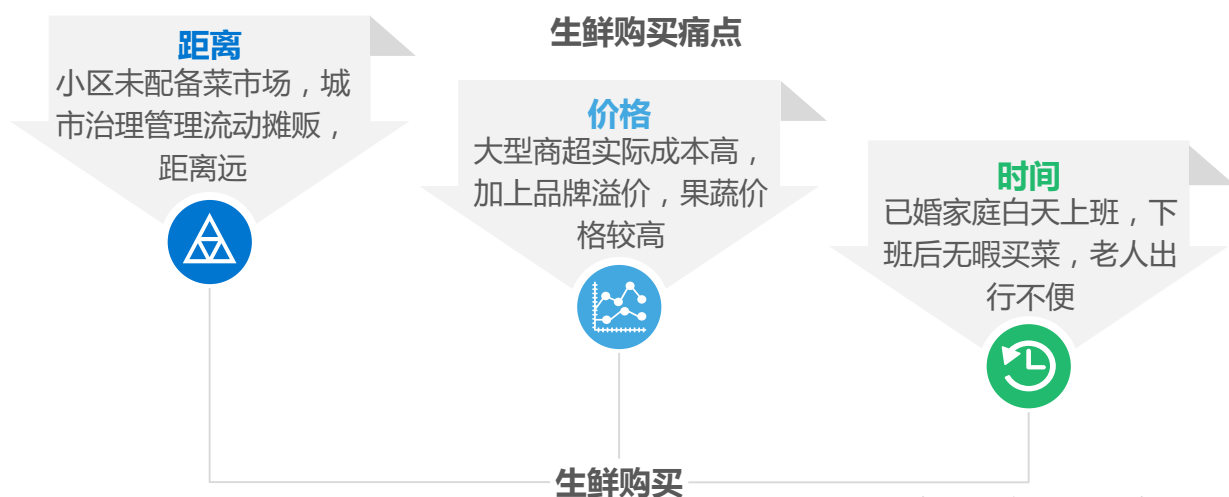 生鲜购买痛点
距离
小区未配备菜市场，城
市治理管理流动摊贩，
距离远
价格
大型商超实际成本高，
加上品牌溢价，果蔬价
格较高
时间
已婚家庭白天上班，下
班后无暇买菜，老人出
行不便
生鲜购买